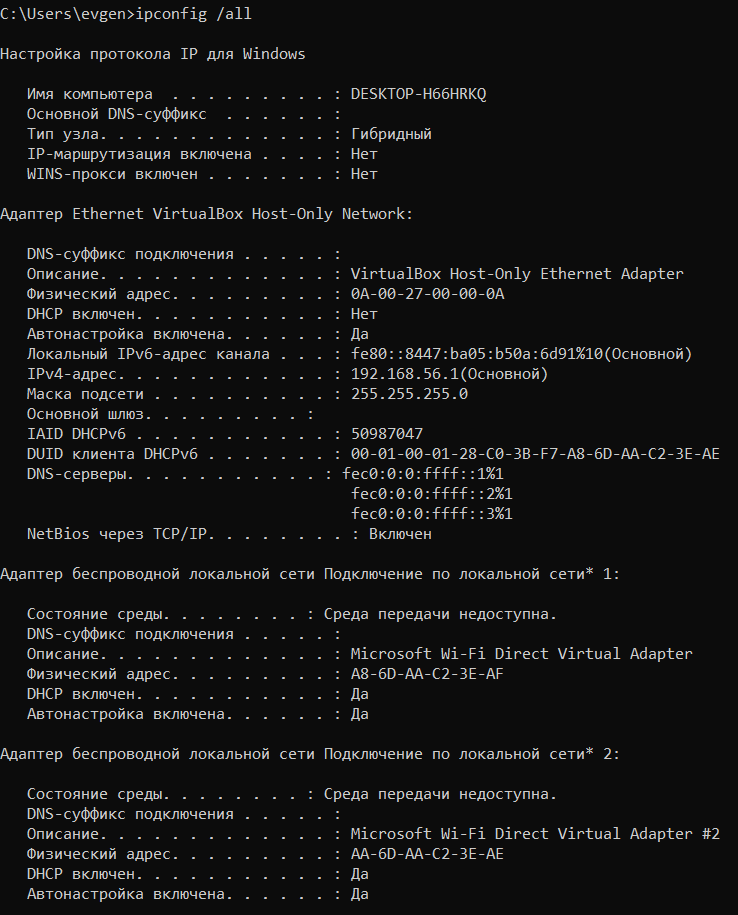 C:\Users\evgen>ipconfig /all
Настройка протокола IP для Windows
Имя компьютера . . . . . . . . . : DESKTOP-H66HRKQ
Основной DNS-суффикс . . . . . . :
Тип узла. . . . . . . . . . . . . : Гибридный
IP-маршрутизация включена . . . . : Нет
WINS-прокси включен . . . . . . . : Нет
Адаптер Ethernet VirtualBox Host-Only Network:
DNS-суффикс подключения . . . . . :
Описание. . . . . . . . . . . . . : VirtualBox Host-Only Ethernet Adapter
Физический адрес. . . . . . . . . : 0A-00-27-00-00-0A
DHCP включен. . . . . . . . . . . : Нет
Автонастройка включена. . . . . . : Да
Локальный IPv6-адрес канала . . . : fe80::8447:ba05:b50a:6d91%10(Основной)
IPv4-адрес. . . . . . . . . . . . : 192.168.56.1(Основной)
Маска подсети . . . . . . . . . . : 255.255.255.0
Основной шлюз. . . . . . . . . :
IAID DHCPv6 . . . . . . . . . . . : 50987047
DUID клиента DHCPv6 . . . . . . . : 00-01-00-01-28-C0-3B-F7-A8-6D-AA-C2-3E-AE
DNS-серверы. . . . . . . . . . . : fec0:0:0:ffff::1%1
fec0:0:0:ffff::2%1
fec0:0:0:ffff::3%1
NetBios через TCP/IP. . . . . . . . : Включен
Адаптер беспроводной локальной сети Подключение по локальной сети* 1:
Состояние среды. . . . . . . . : Среда передачи недоступна.
DNS-суффикс подключения . . . . . :
Описание. . . . . . . . . . . . . : Microsoft Wi-Fi Direct Virtual Adapter
Физический адрес. . . . . . . . . : A8-6D-AA-C2-3E-AF
DHCP включен. . . . . . . . . . . : Да
Автонастройка включена. . . . . . : Да
Адаптер беспроводной локальной сети Подключение по локальной сети* 2:
Состояние среды. . . . . . . . : Среда передачи недоступна.
DNS-суффикс подключения . . . . . :
Описание. . . . . . . . . . . . . : Microsoft Wi-Fi Direct Virtual Adapter #2
Физический адрес. . . . . . . . . : AA-6D-AA-C2-3E-AE
DHCP включен. . . . . . . . . . . : Да
Автонастройка включена. . . . . . : Да